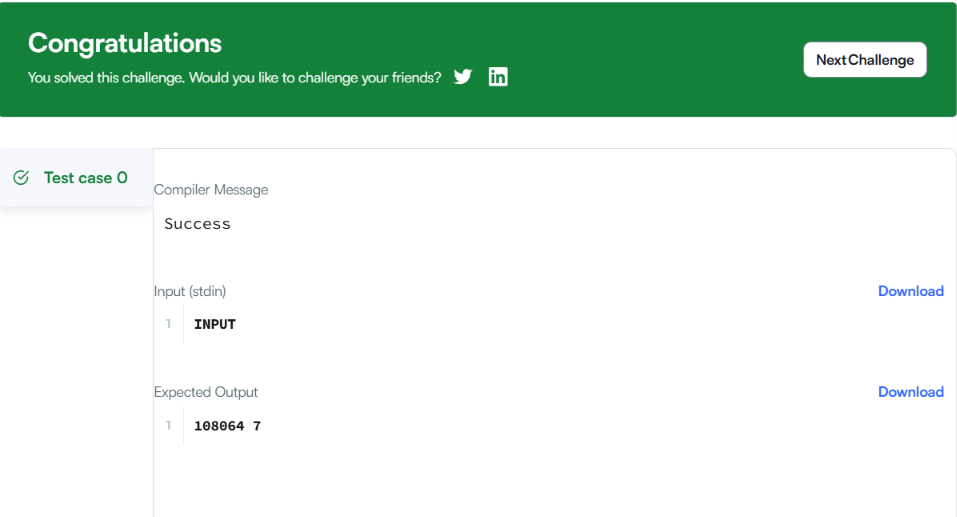 Congratulations
You solved this challenge. Would you like to challenge your friends?
Next Challenge
Test case 0
Compiler Message
Success
Input (stdin)
Download
1 INPUT
Expected Output
Download
1 108064 7